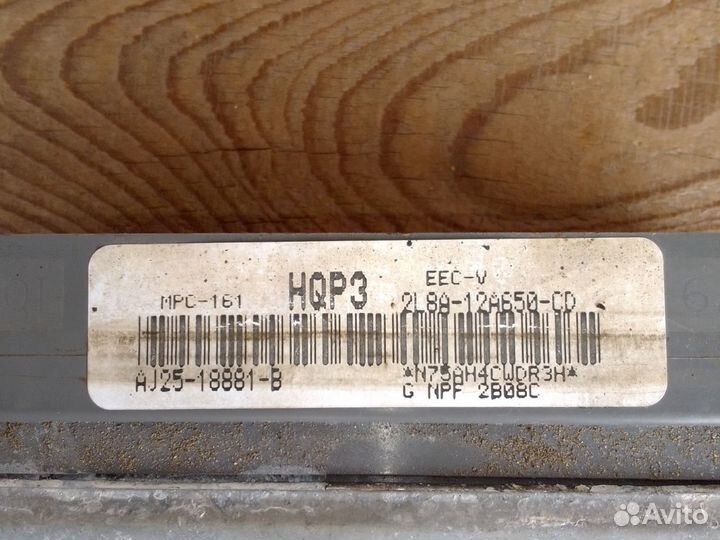 MPC-161 HQP3 EEC-V
2L8A-12A650-CD
AJ25-18881-B
*N75AH4CWDR3H*
G NPF 2B08C
Avito